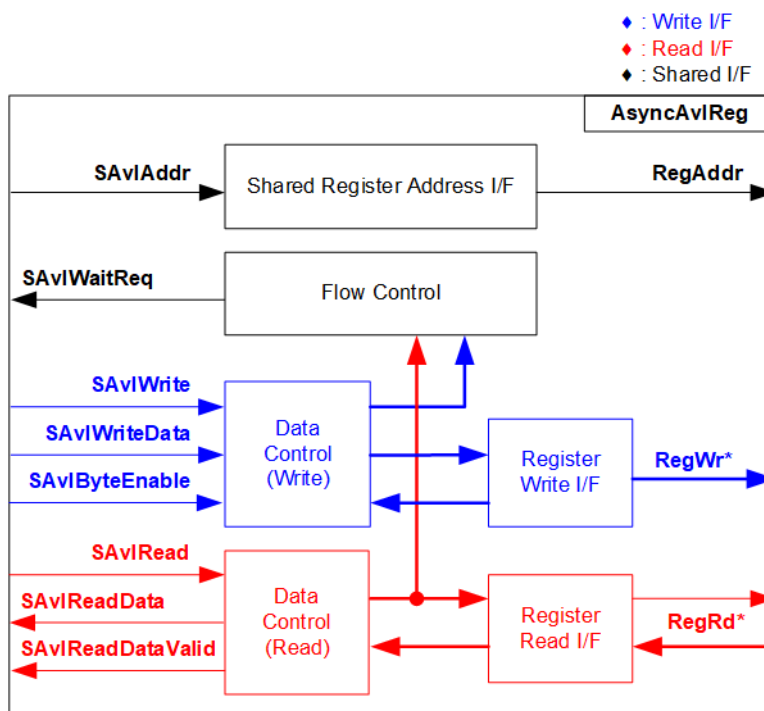 ♦ : Write I/F
♦ : Read I/F
♦ : Shared I/F
AsyncAvlReg
SAvlAddr
Shared Register Address I/F
RegAddr
SAvlWaitReq
Flow Control
SAvlWrite
SAvlWriteData
SAvlByteEnable
Data
Control
(Write)
Register
Write I/F
RegWr*
SAvlRead
SAvlReadData
SAvlReadDataValid
Data
Control
(Read)
Register
Read I/F
RegRd*